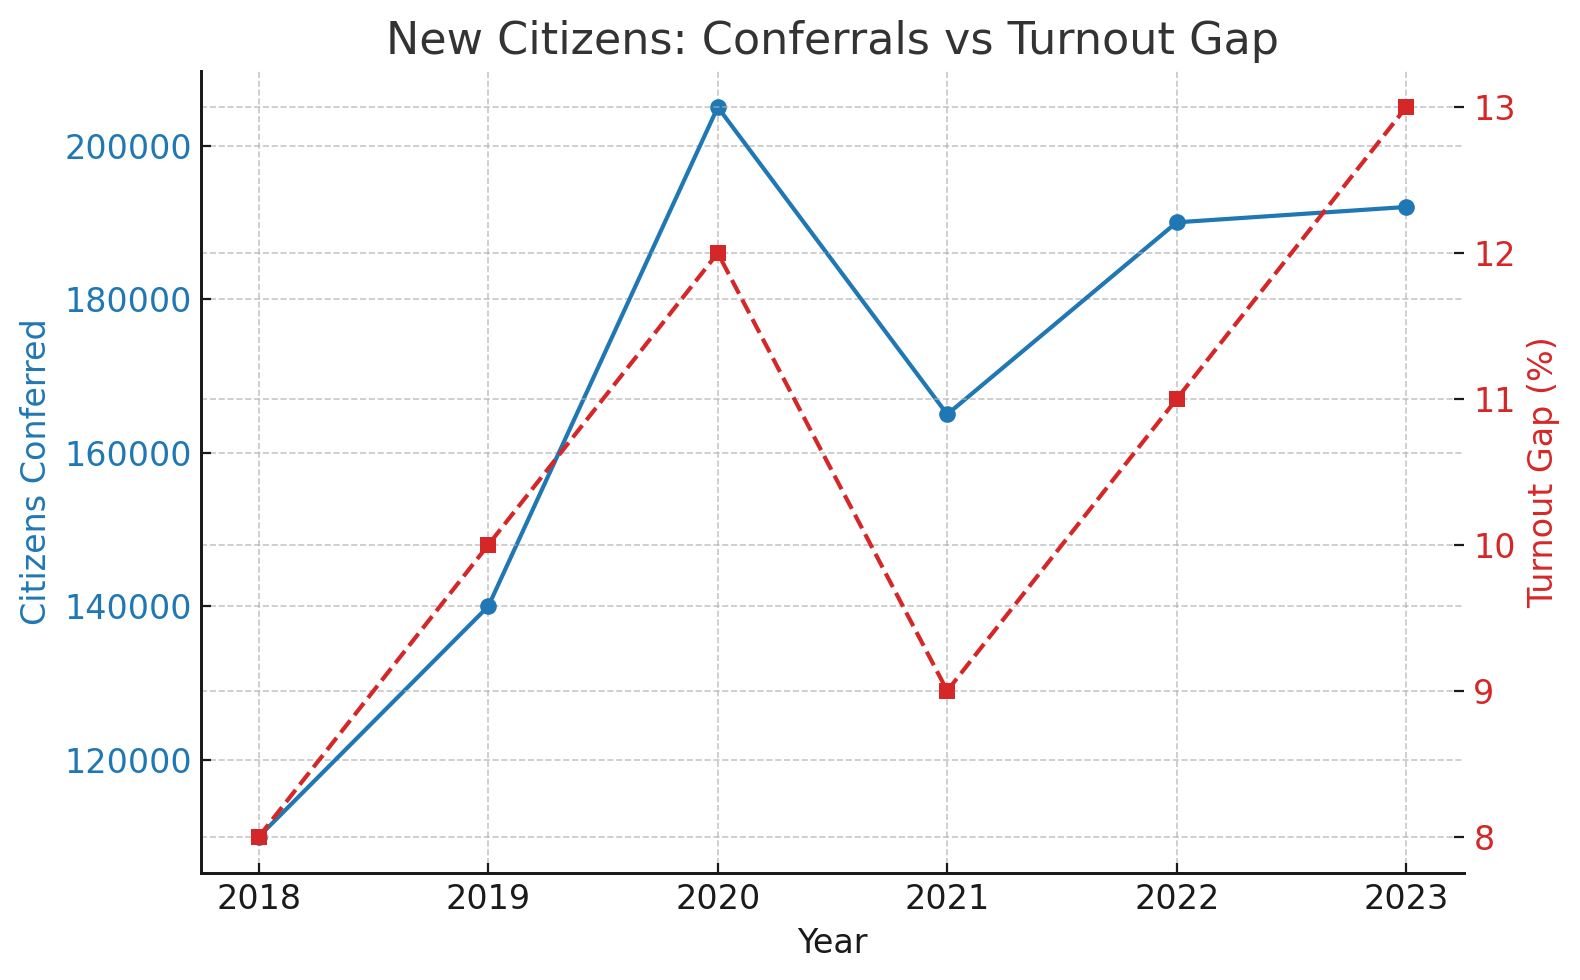 New Citizens: Conferrals vs Turnout Gap
Citizens Conferred
200000
180000
160000
140000
120000
13
12
11
10
9
8
Turnout Gap (%)
2018 2019 2020 2021 2022 2023
Year